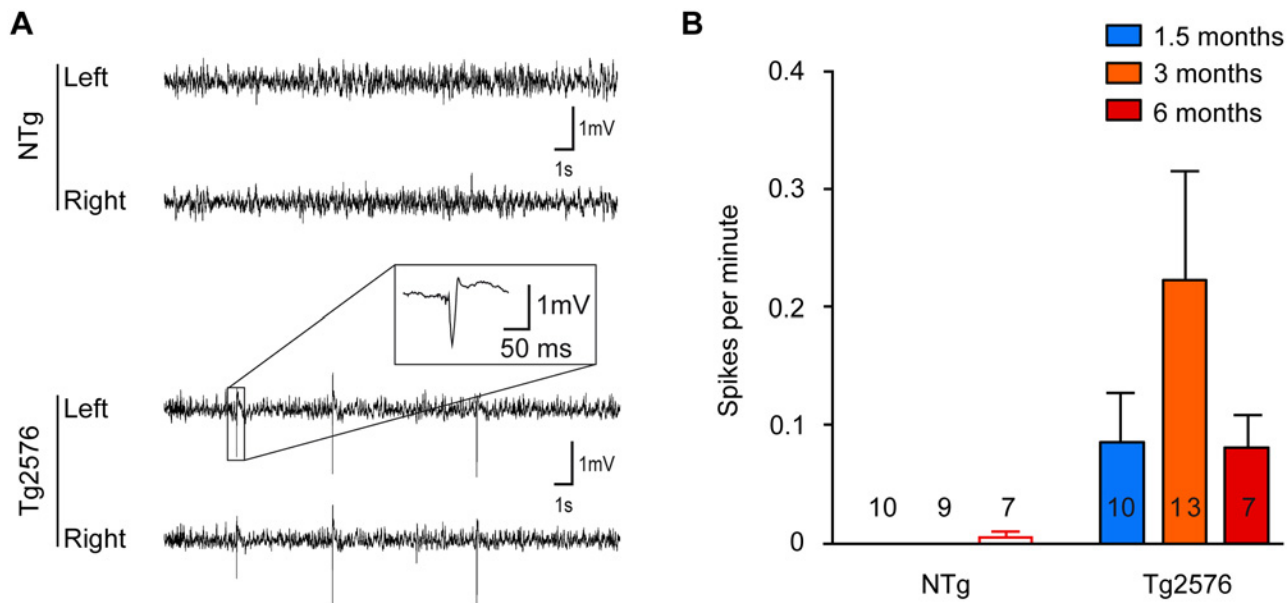 A
NTg
Left
1mV
1s
Right
1mV
50 ms
Tg2576
Left
1mV
1s
Right
B
1.5 months
3 months
6 months
Spikes per minute
0.4
0.3
0.2
0.1
0
10 9 7 10 13 7
NTg Tg2576